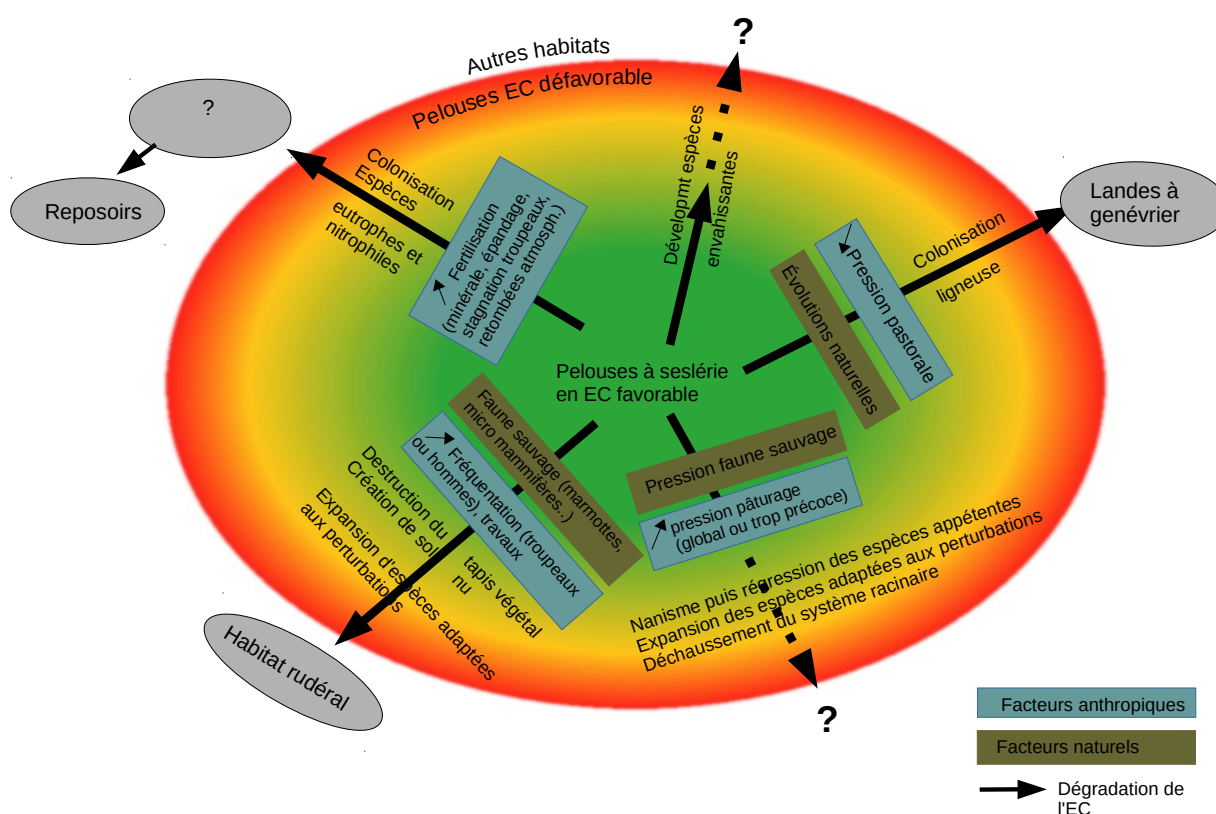 Autres habitats
Pelouses EC défavorable
?
?
Reposoirs
Colonisation
Espèces
eutrophes et
nitrophiles
Fertilisation
(minérale, épandage,
stagnation troupeaux,
retombées atmosph.)
Développmt espèces
envahissantes
Landes à
genévrier
Colonisation
ligneuse
Pression pastorale
Évolutions naturelles
Pelouses à seslérie
en EC favorable
Faune sauvage (marmottes,
micro mammifères..)
Fréquentation (troupeaux
ou hommes), travaux
Destruction du tapis végétal
Création de sol nu
Expansion d'espèces adaptées
aux perturbations
Habitat rudéral
Pression faune sauvage
pression pâturage
(global ou trop précoce)
Nanisme puis régression des espèces appétentes
Expansion des espèces adaptées aux perturbations
Déchaussement du système racinaire
?
Facteurs anthropiques
Facteurs naturels
Dégradation de
l'EC